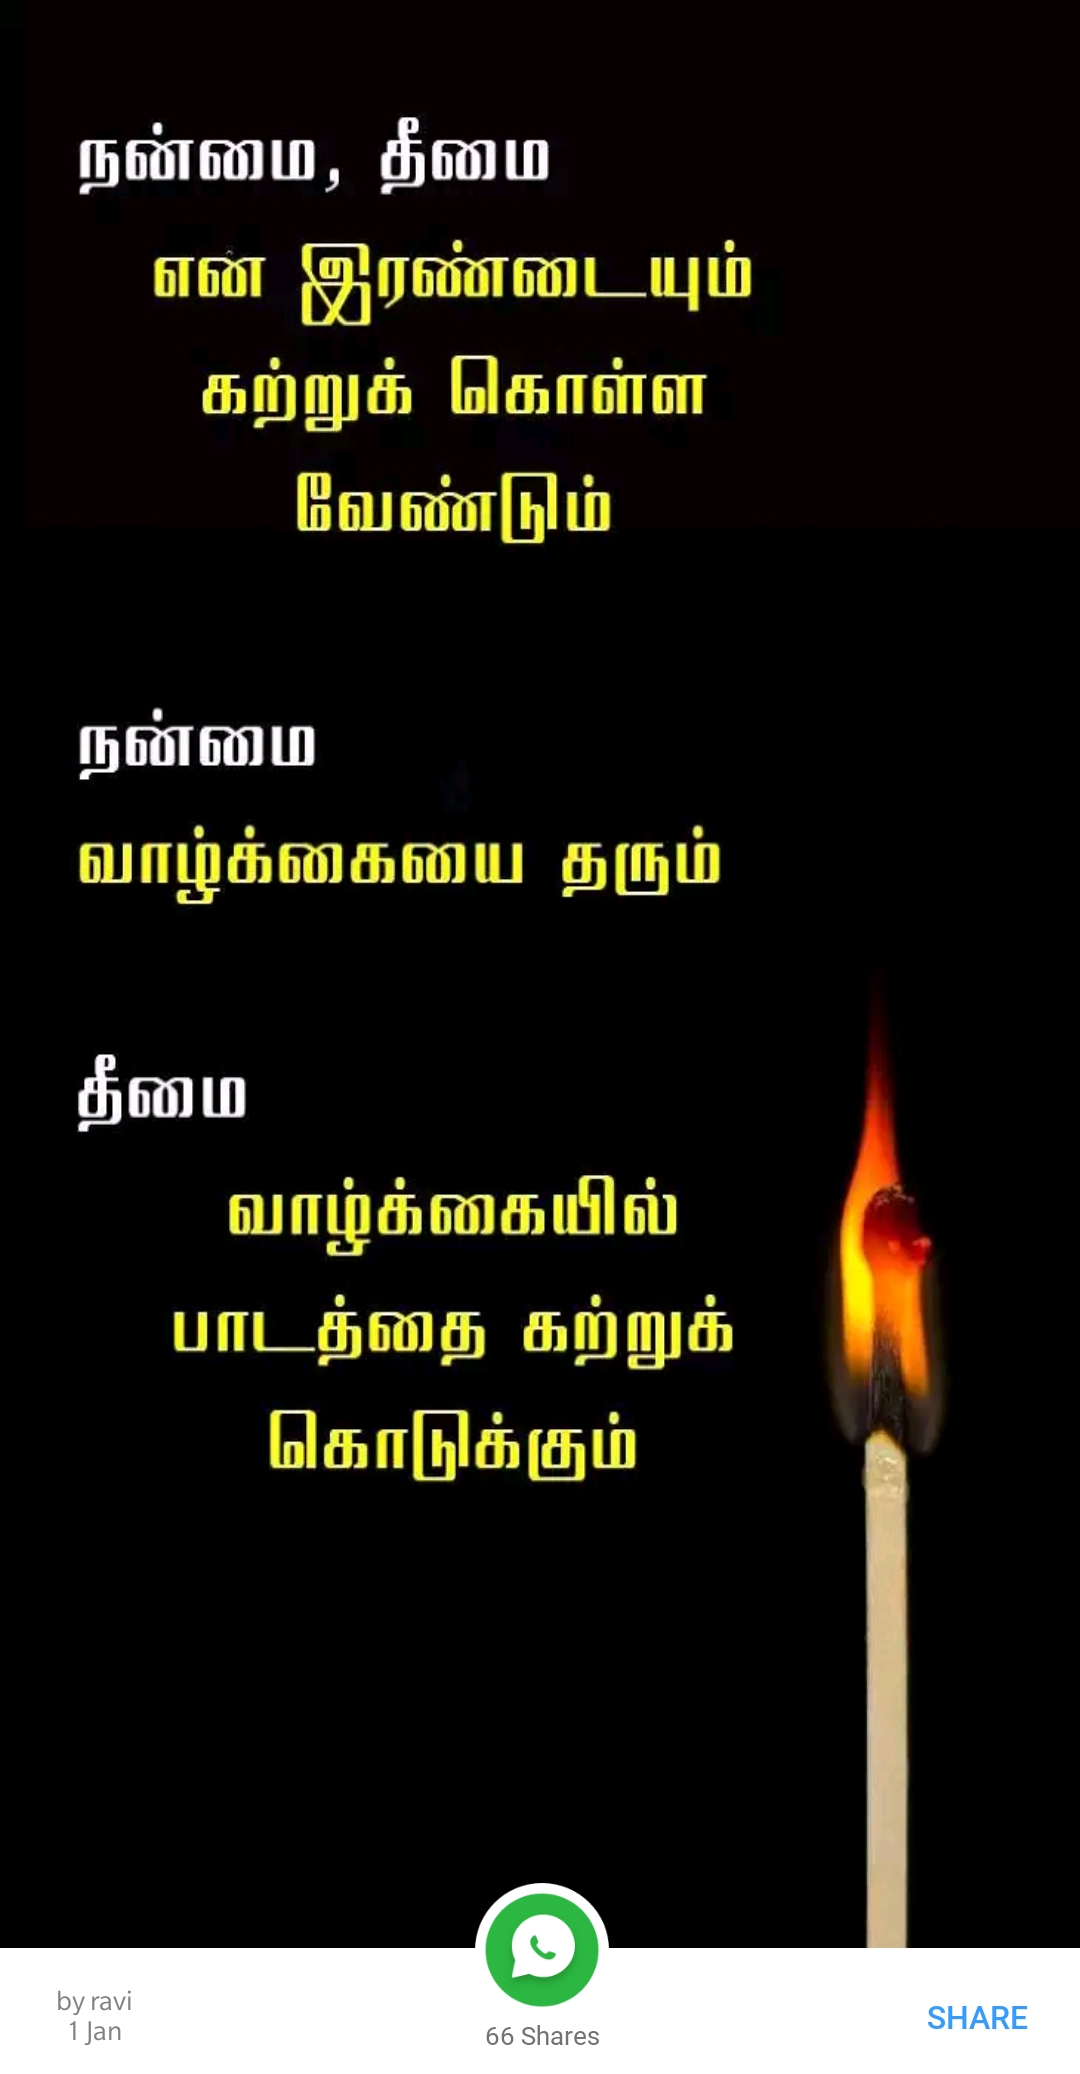 நன்மை, தீமை
என இரண்டையும்
கற்றுக் கொள்ள
வேண்டும்
நன்மை
வாழ்க்கையை தரும்
தீமை
வாழ்க்கையில்
பாடத்தை கற்றுக்
கொடுக்கும்
by ravi
1 Jan
66 Shares
SHARE